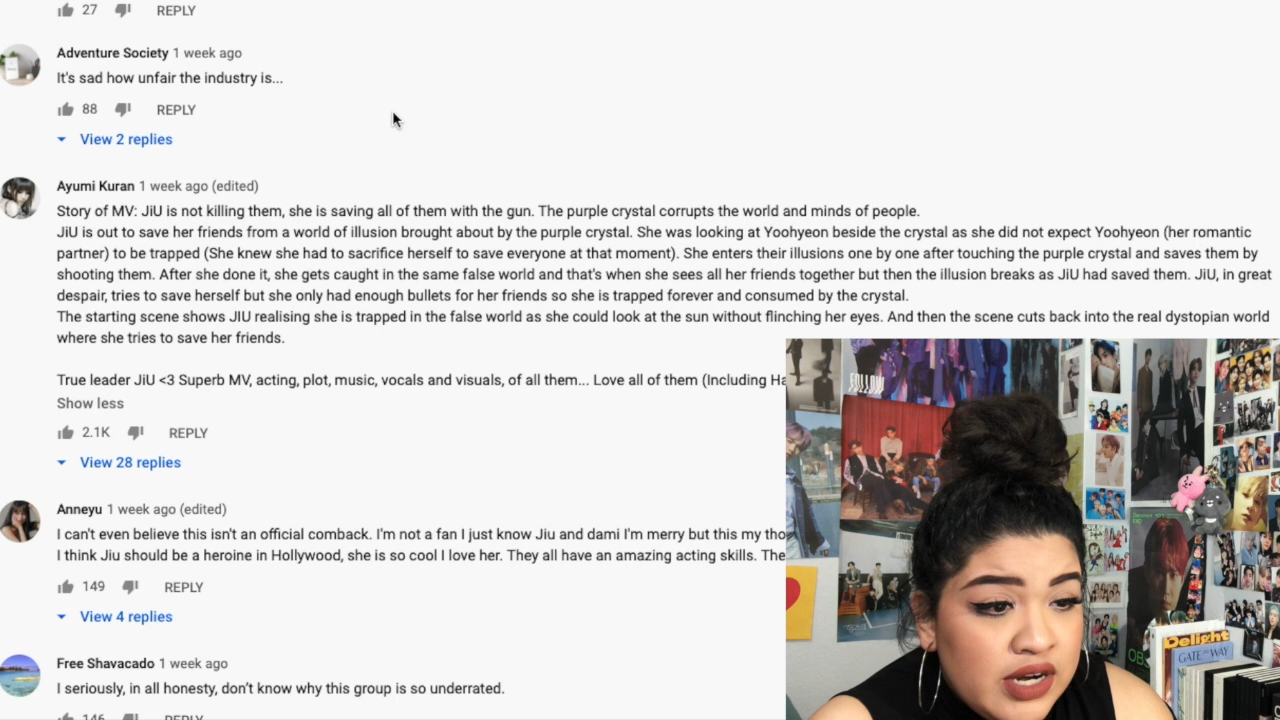 27 REPLY
Adventure Society 1 week ago
It's sad how unfair the industry is...
88 REPLY
View 2 replies
Ayumi Kuran 1 week ago (edited)
Story of MV: JiU is not killing them, she is saving all of them with the gun. The purple crystal corrupts the world and minds of people.
JiU is out to save her friends from a world of illusion brought about by the purple crystal. She was looking at Yoohyeon beside the crystal as she did not expect Yoohyeon (her romantic
partner) to be trapped (She knew she had to sacrifice herself to save everyone at that moment). She enters their illusions one by one after touching the purple crystal and saves them by
shooting them. After she done it, she gets caught in the same false world and that's when she sees all her friends together but then the illusion breaks as JiU had saved them. JiU, in great
despair, tries to save herself but she only had enough bullets for her friends so she is trapped forever and consumed by the crystal.
The starting scene shows JIU realising she is trapped in the false world as she could look at the sun without flinching her eyes. And then the scene cuts back into the real dystopian world
where she tries to save her friends.
True leader JiU <3 Superb MV, acting, plot, music, vocals and visuals, of all them... Love all of them (Including Ha
Show less
2.1K REPLY
View 28 replies
Anneyu 1 week ago (edited)
I can't even believe this isn't an official comback. I'm not a fan I just know Jiu and dami I'm merry but this my tho
I think Jiu should be a heroine in Hollywood, she is so cool I love her. They all have an amazing acting skills. The
149 REPLY
View 4 replies
Free Shavacado 1 week ago
I seriously, in all honesty, don't know why this group is so underrated.
146 REPLY
FOLLOW
Delight
GATEWAY